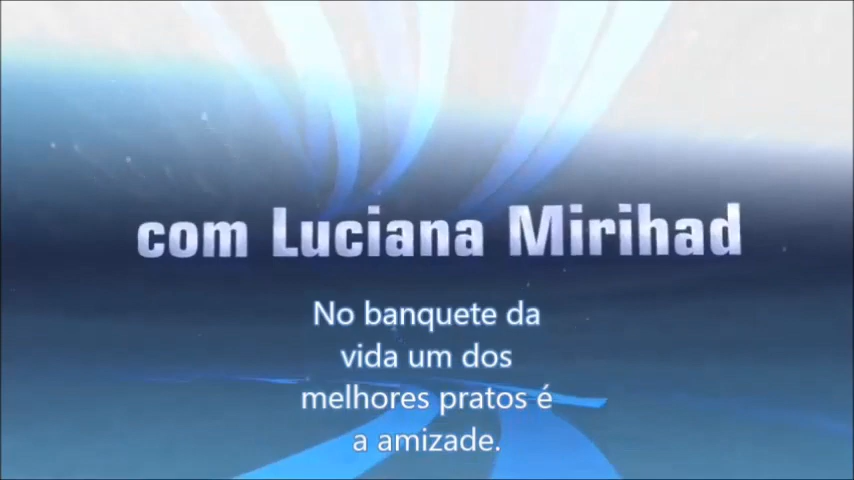 com Luciana Mirihad
No banquete da
vida um dos
melhores pratos é
a amizade.